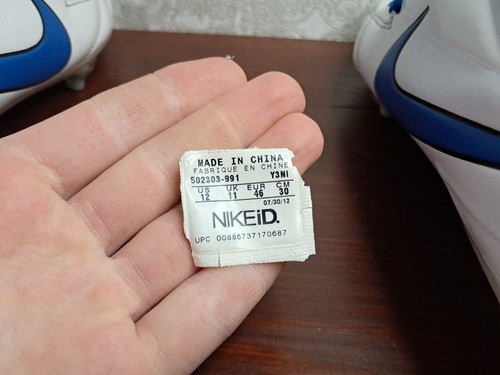 MADE IN CHINA
FABRIQUE EN CHINE
502303-991 Y3NI
US UK EUR CM
12 11 46 30
07/30/12
NIKEiD.
UPC 00886737170687